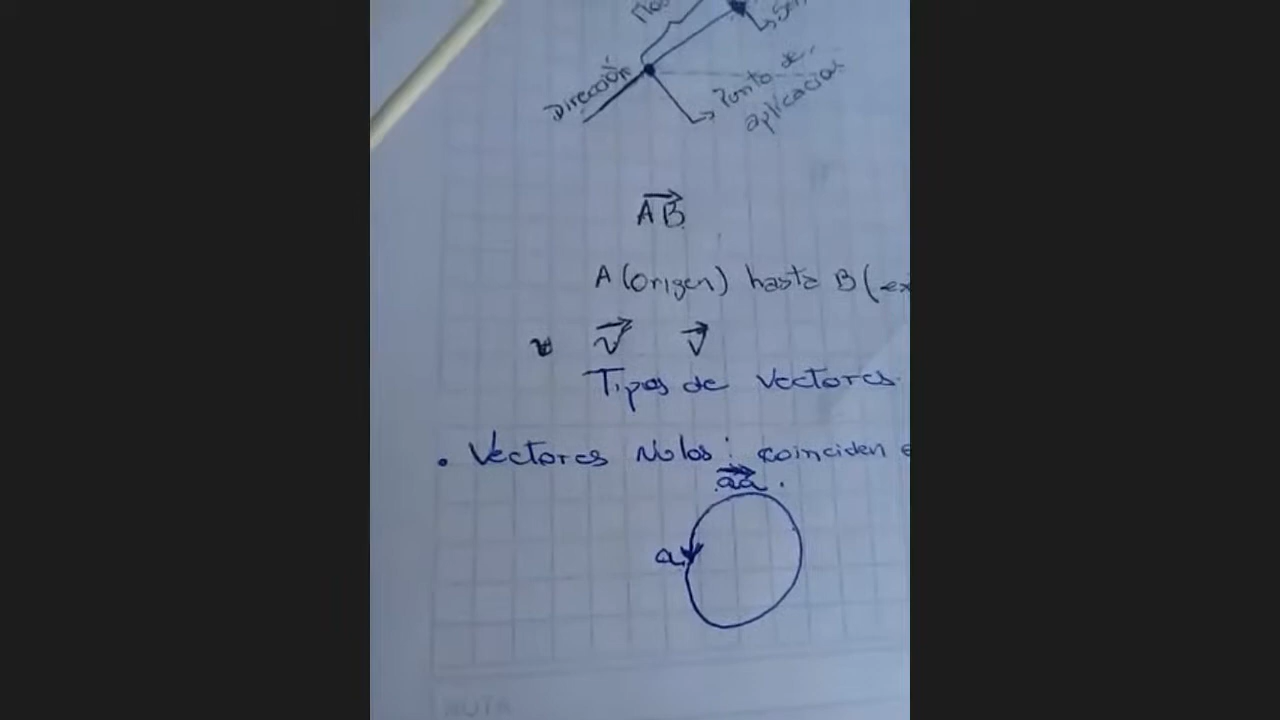 Dirección
Punto de
aplicación
AB
A (origen) hasta B (
v v
Tipos de vectores.
• Vectores Nulos: coinciden
aa.
a